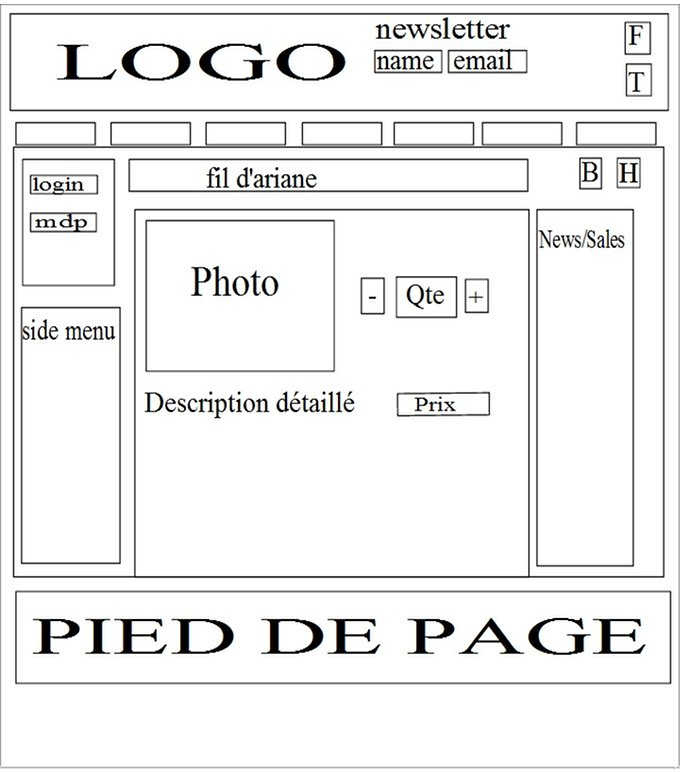 LOGO
newsletter
name email
F
T
login
mdp
fil d'ariane
B H
side menu
Photo
- Qte +
Description détaillé
Prix
News/Sales
PIED DE PAGE